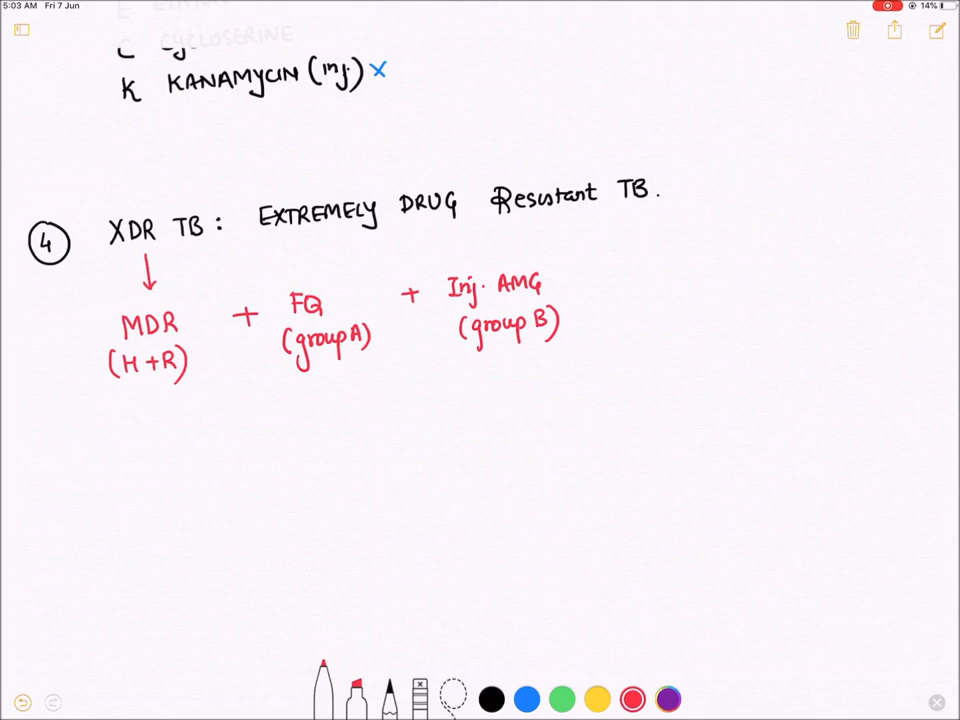 5:03 AM Fri 7 Jun 14%
C CYCLOSERINE
K KANAMYCIN (inj.) X
4 XDR TB : EXTREMELY DRUG Resistant TB.
MDR + FQ + Inj. AMG
(H+R) (group A) (group B)